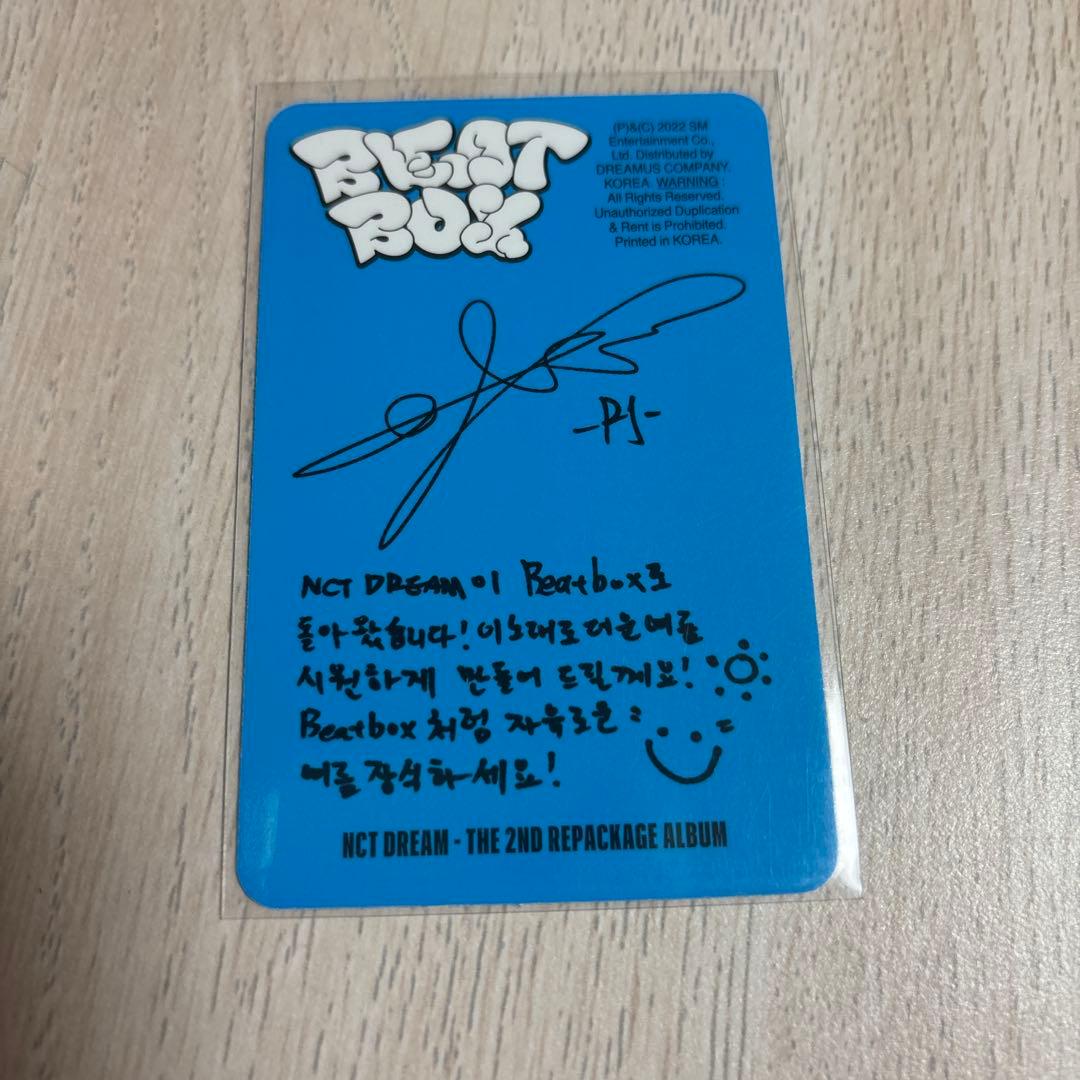 BEAT
BOX
(P)&(C) 2022 SM
Entertainment Co.,
Ltd. Distributed by
DREAMUS COMPANY.
KOREA. WARNING :
All Rights Reserved.
Unauthorized Duplication
& Rent is Prohibited.
Printed in KOREA.
-PJ-
NCT DREAM이 Beatbox로
돌아왔습니다! 이 노래로 더운 여름
시원하게 만들어 드릴께요!
Beatbox 처럼 자유로운
여름 장식하세요!
NCT DREAM - THE 2ND REPACKAGE ALBUM